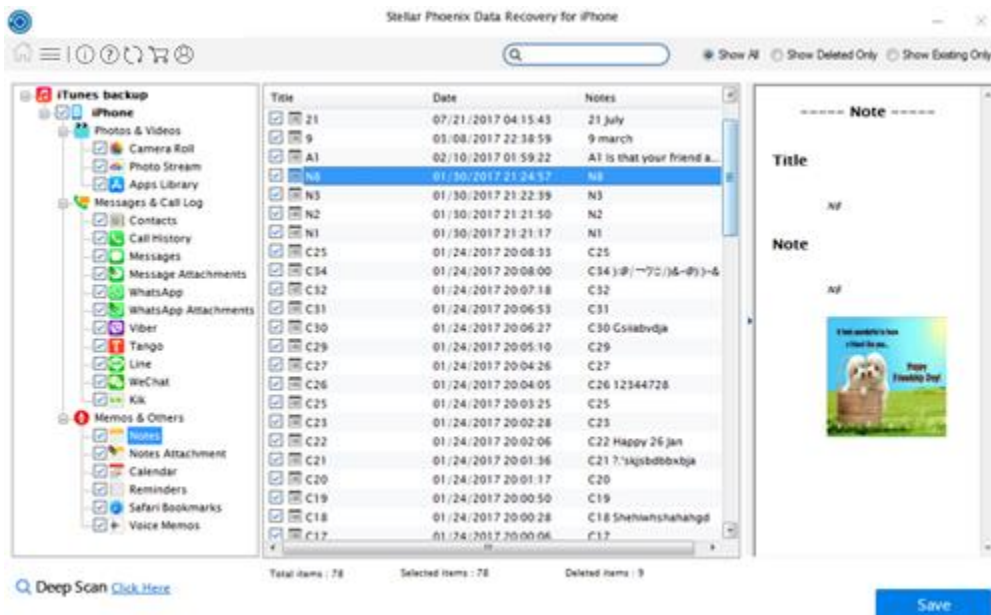 Stellar Phoenix Data Recovery for iPhone
Show All Show Deleted Only Show Existing Only
iTunes backup
iPhone
Photos & Videos
Camera Roll
Photo Stream
Apps Library
Messages & Call Log
Contacts
Call History
Messages
Message Attachments
WhatsApp
WhatsApp Attachments
Viber
Tango
Line
WeChat
Kik
Memos & Others
Notes
Notes Attachment
Calendar
Reminders
Safari Bookmarks
Voice Memos
Title Date Notes
21 07/21/2017 04:15:43 21 July
9 03/08/2017 22:38:59 9 march
A1 02/10/2017 01:59:22 A1 Is that your friend a...
N8 01/30/2017 21:24:57 N8
N3 01/30/2017 21:22:39 N3
N2 01/30/2017 21:21:50 N2
N1 01/30/2017 21:21:17 N1
C25 01/24/2017 20:08:33 C25
C34 01/24/2017 20:08:00 C34
C32 01/24/2017 20:07:18 C32
C31 01/24/2017 20:06:53 C31
C30 01/24/2017 20:06:27 C30 Gsiiabvdja
C29 01/24/2017 20:05:10 C29
C27 01/24/2017 20:04:26 C27
C26 01/24/2017 20:04:05 C26 12344728
C25 01/24/2017 20:03:25 C25
C23 01/24/2017 20:02:28 C23
C22 01/24/2017 20:02:06 C22 Happy 26 Jan
C21 01/24/2017 20:01:36 C21
C20 01/24/2017 20:01:17 C20
C19 01/24/2017 20:00:50 C19
C18 01/24/2017 20:00:28 C18 Shehiwnshahahgd
C17 01/24/2017 20:00:06 C17
Total items : 78 Selected items : 78 Deleted items : 9
----- Note -----
Title
N8
Note
N8
Happy
Friendship Day!
Deep Scan Click Here
Save